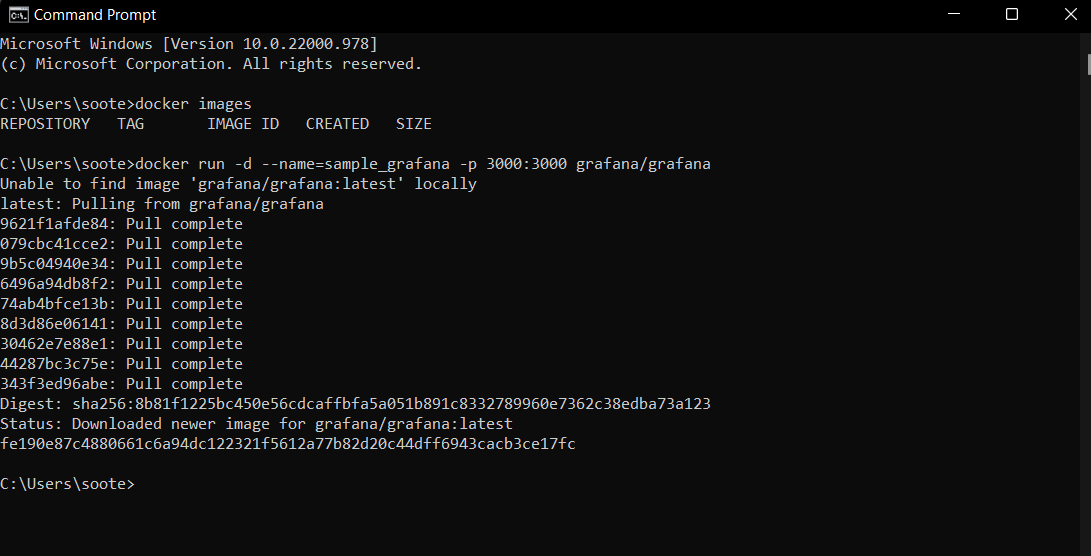 Command Prompt
Microsoft Windows [Version 10.0.22000.978]
(c) Microsoft Corporation. All rights reserved.
C:\Users\soote>docker images
REPOSITORY   TAG       IMAGE ID   CREATED   SIZE
C:\Users\soote>docker run -d --name=sample_grafana -p 3000:3000 grafana/grafana
Unable to find image 'grafana/grafana:latest' locally
latest: Pulling from grafana/grafana
9621f1afde84: Pull complete
079cbc41cce2: Pull complete
9b5c04940e34: Pull complete
6496a94db8f2: Pull complete
74ab4bfce13b: Pull complete
8d3d86e06141: Pull complete
30462e7e88e1: Pull complete
44287bc3c75e: Pull complete
343f3ed96abe: Pull complete
Digest: sha256:8b81f1225bc450e56cdcaffbfa5a051b891c8332789960e7362c38edba73a123
Status: Downloaded newer image for grafana/grafana:latest
fe190e87c4880661c6a94dc122321f5612a77b82d20c44dff6943cacb3ce17fc
C:\Users\soote>